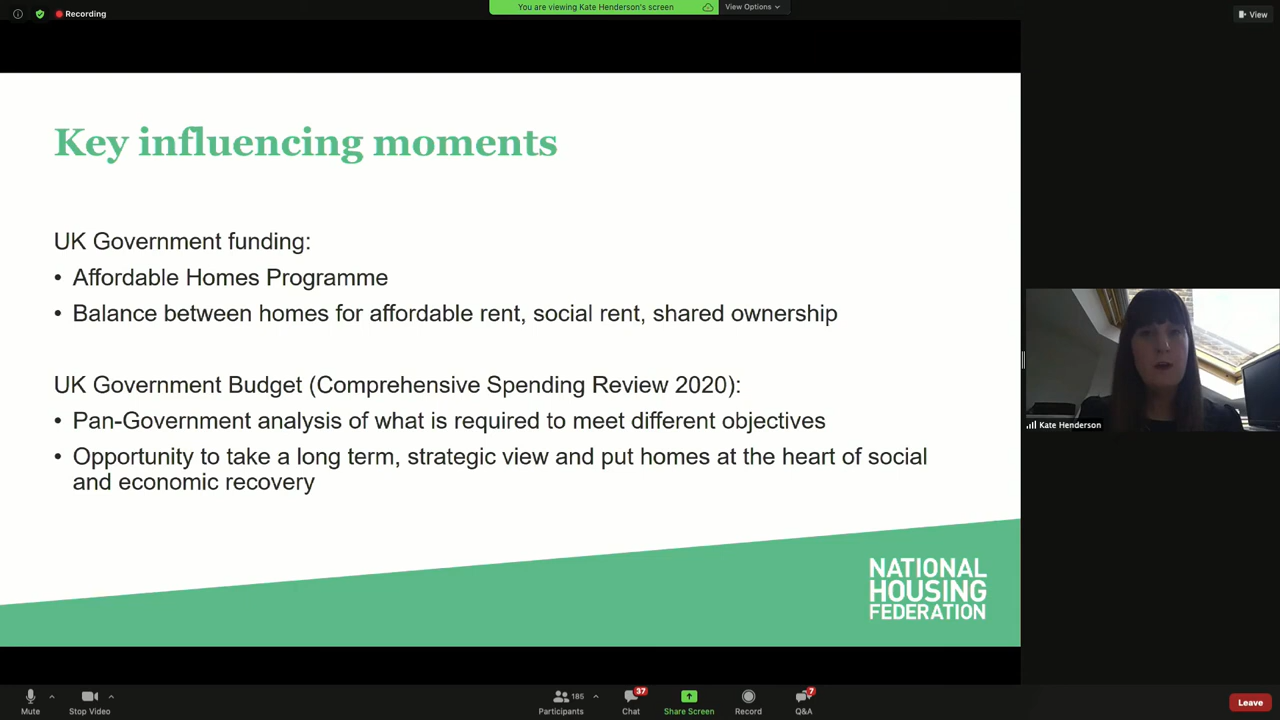 Recording
You are viewing Kate Henderson's screen
View Options
View
Key influencing moments
UK Government funding:
• Affordable Homes Programme
• Balance between homes for affordable rent, social rent, shared ownership
UK Government Budget (Comprehensive Spending Review 2020):
• Pan-Government analysis of what is required to meet different objectives
• Opportunity to take a long term, strategic view and put homes at the heart of social
and economic recovery
NATIONAL
HOUSING
FEDERATION
Kate Henderson
Mute
Stop Video
185
Participants
37
Chat
Share Screen
Record
7
Q&A
Leave